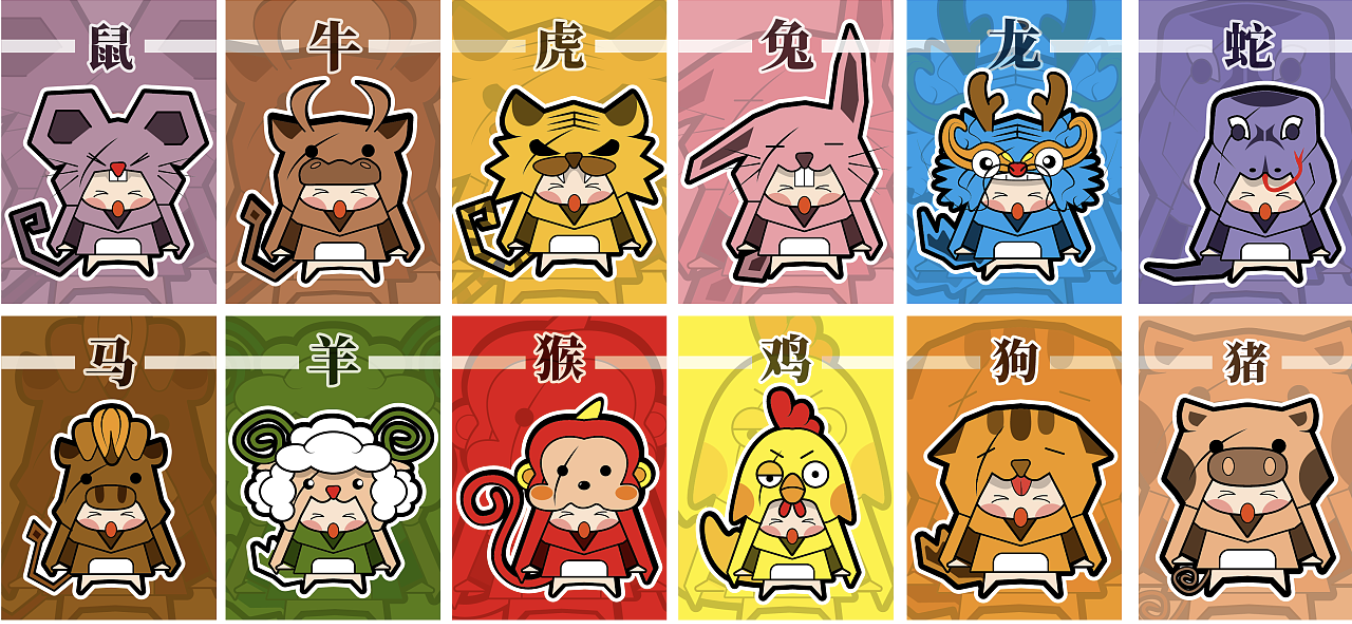 鼠
牛
虎
兔
龙
蛇
马
羊
猴
鸡
狗
猪